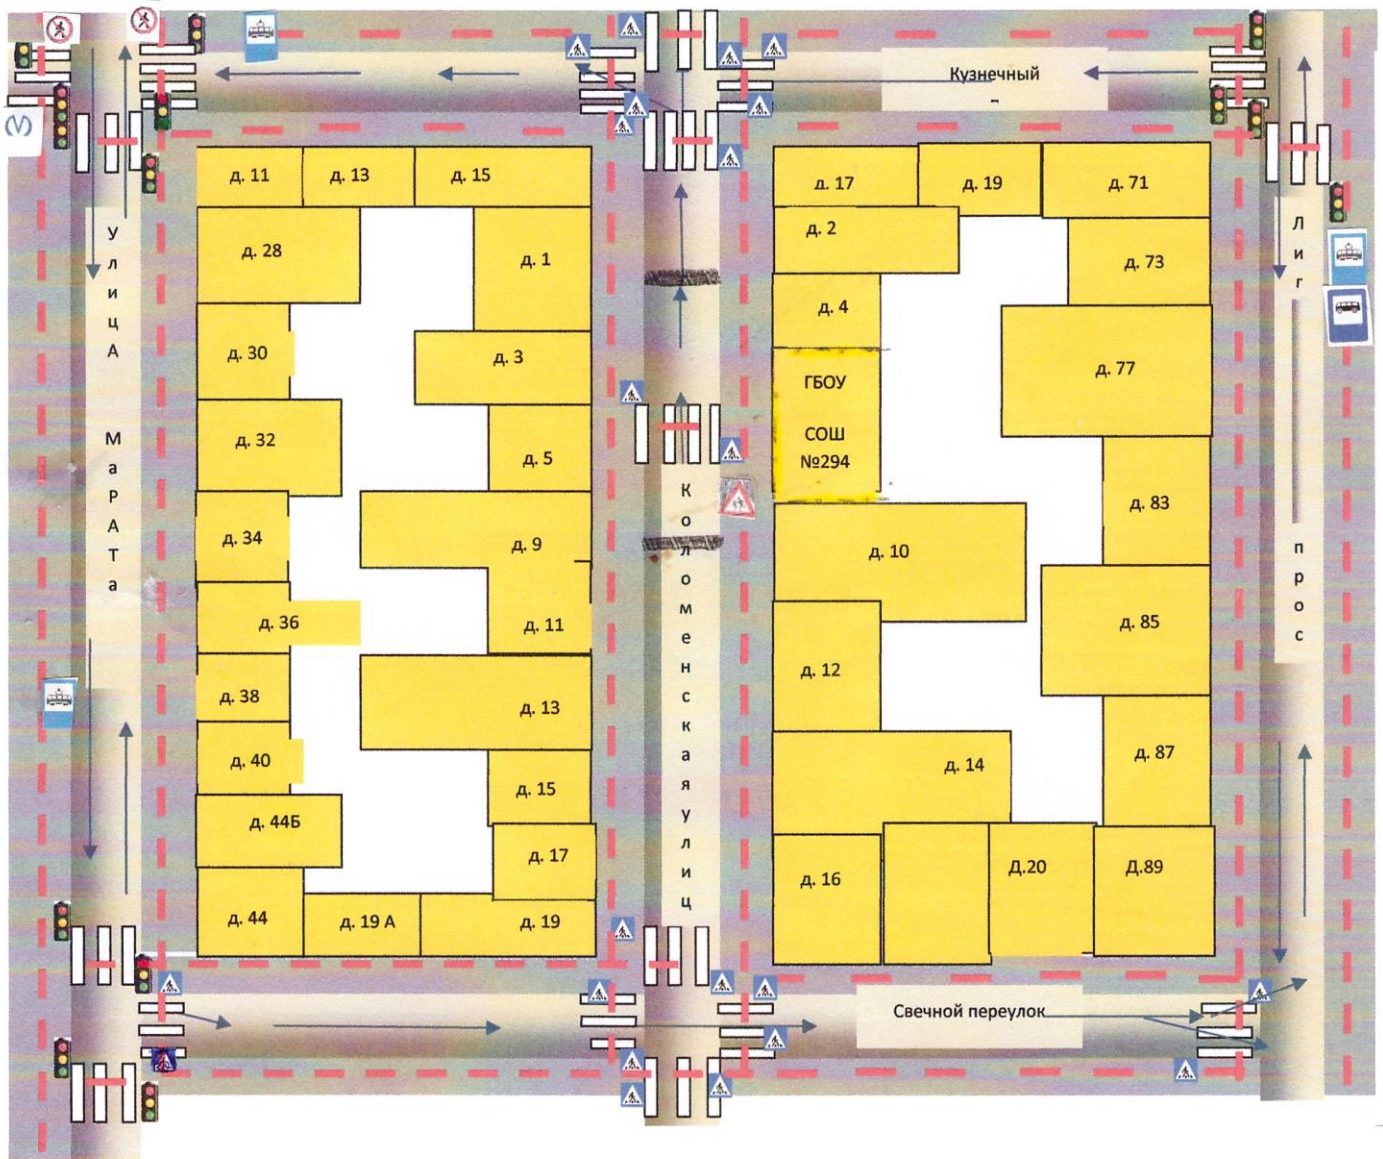 З
Кузнечный
д. 11
д. 13
д. 15
д. 17
д. 19
д. 71
д. 28
д. 1
д. 2
д. 73
д. 30
д. 3
д. 4
д. 77
д. 32
д. 5
ГБОУ
СОШ
№294
д. 83
д. 34
д. 9
д. 10
д. 36
д. 11
д. 85
д. 38
д. 13
д. 12
д. 40
д. 15
д. 14
д. 87
д. 44Б
д. 17
д. 16
Д.20
Д.89
д. 44
д. 19 А
д. 19
Свечной переулок
УлицА МаРАТа
Коломенскаяулиц
Лиг прос